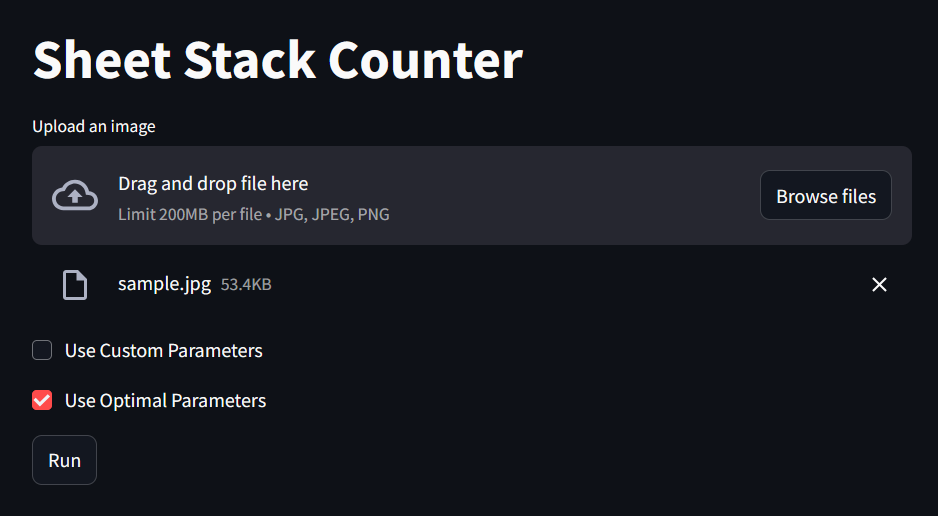 Sheet Stack Counter
Upload an image
Drag and drop file here
Limit 200MB per file • JPG, JPEG, PNG
Browse files
sample.jpg 53.4KB
Use Custom Parameters
Use Optimal Parameters
Run